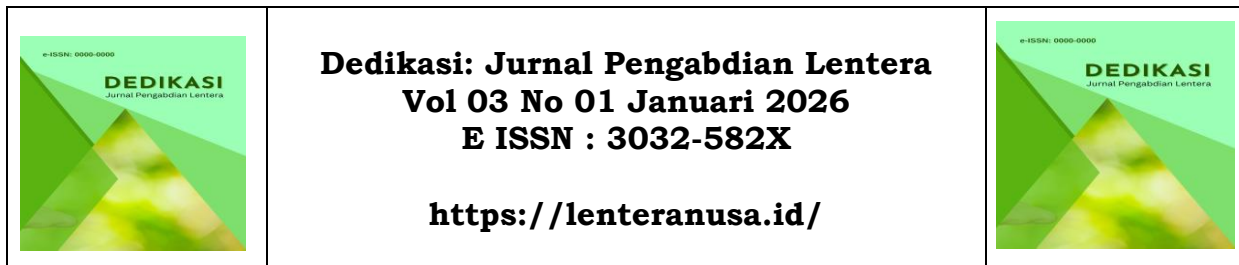 e-ISSN: 0000-0000
DEDIKASI
Jurnal Pengabdian Lentera
Dedikasi: Jurnal Pengabdian Lentera
Vol 03 No 01 Januari 2026
E ISSN : 3032-582X
https://lenteranusa.id/
e-ISSN: 0000-0000
DEDIKASI
Jurnal Pengabdian Lentera